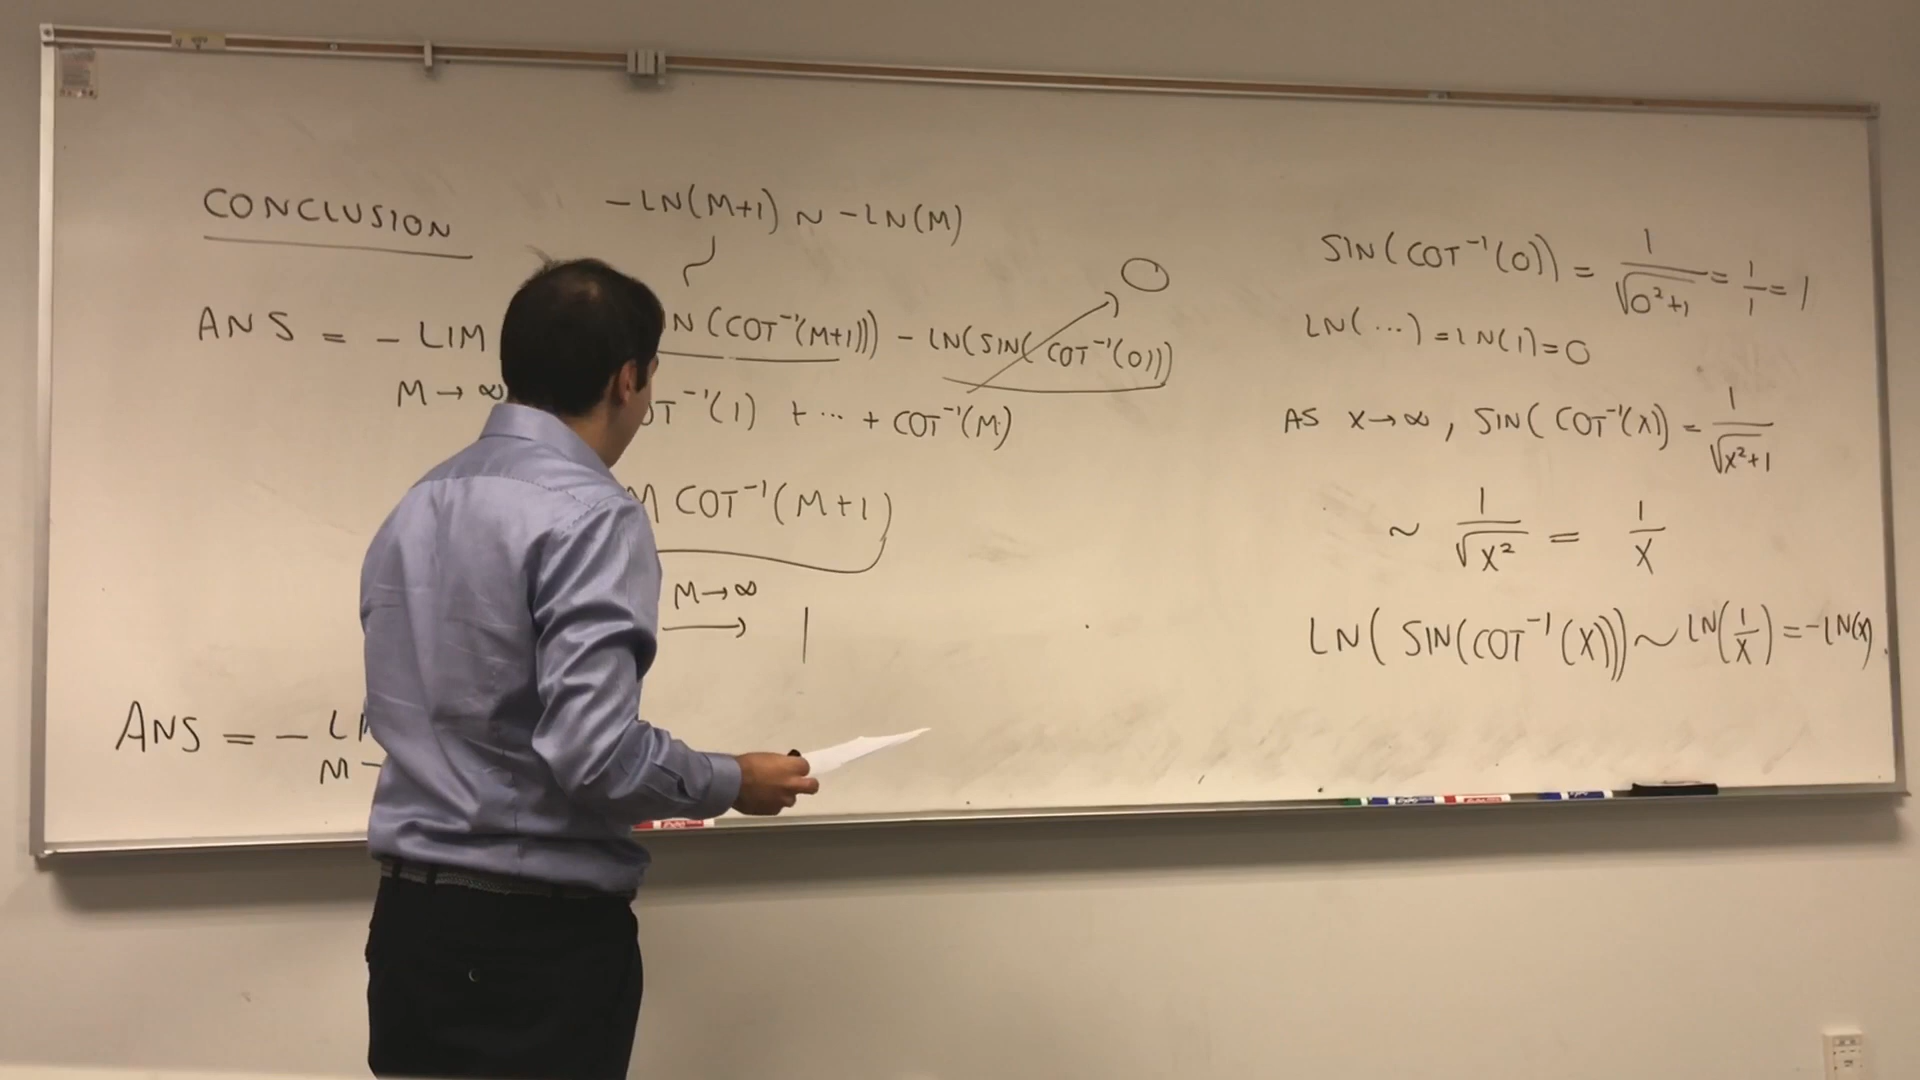 CONCLUSION
-LN(M+1) ~ -LN(M)
O
ANS = - LIM N(COT⁻¹(M+1))) - LN(SIN(COT⁻¹(0)))
M→∞
OT⁻¹(1) + ... + COT⁻¹(M)
M COT⁻¹(M+1)
M→∞
→ 1
ANS = - LI
M -
SIN(COT⁻¹(0)) = 1/√(0²+1) = 1/1 = 1
LN(...) = LN(1) = 0
AS X→∞, SIN(COT⁻¹(X)) = 1/√(X²+1)
~ 1/√(X²) = 1/X
LN(SIN(COT⁻¹(X))) ~ LN(1/X) = -LN(X).